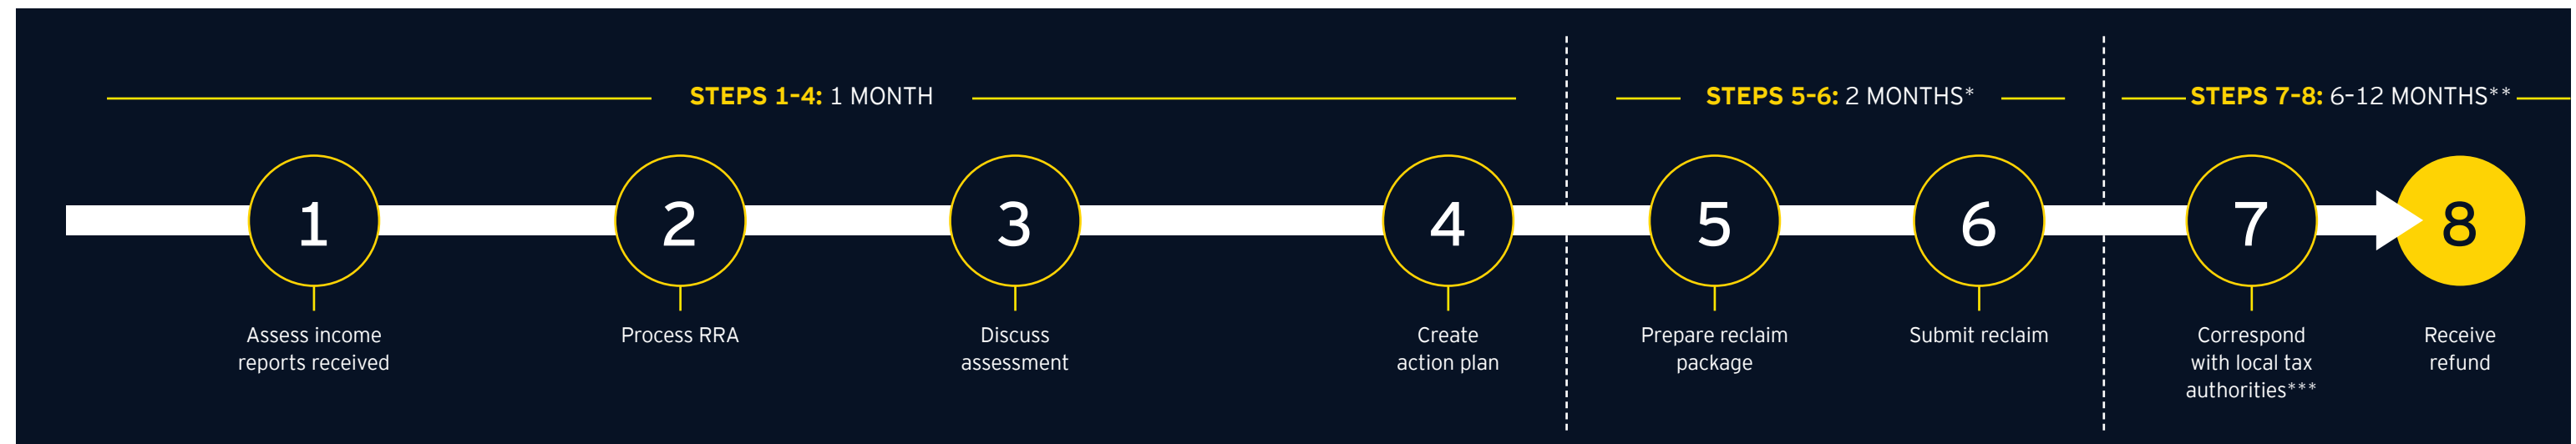 STEPS 1-4: 1 MONTH
STEPS 5-6: 2 MONTHS*
STEPS 7-8: 6-12 MONTHS**
1
2
3
4
5
6
7
8
Assess income
reports received
Process RRA
Discuss
assessment
Create
action plan
Prepare reclaim
package
Submit reclaim
Correspond
with local tax
authorities***
Receive
refund